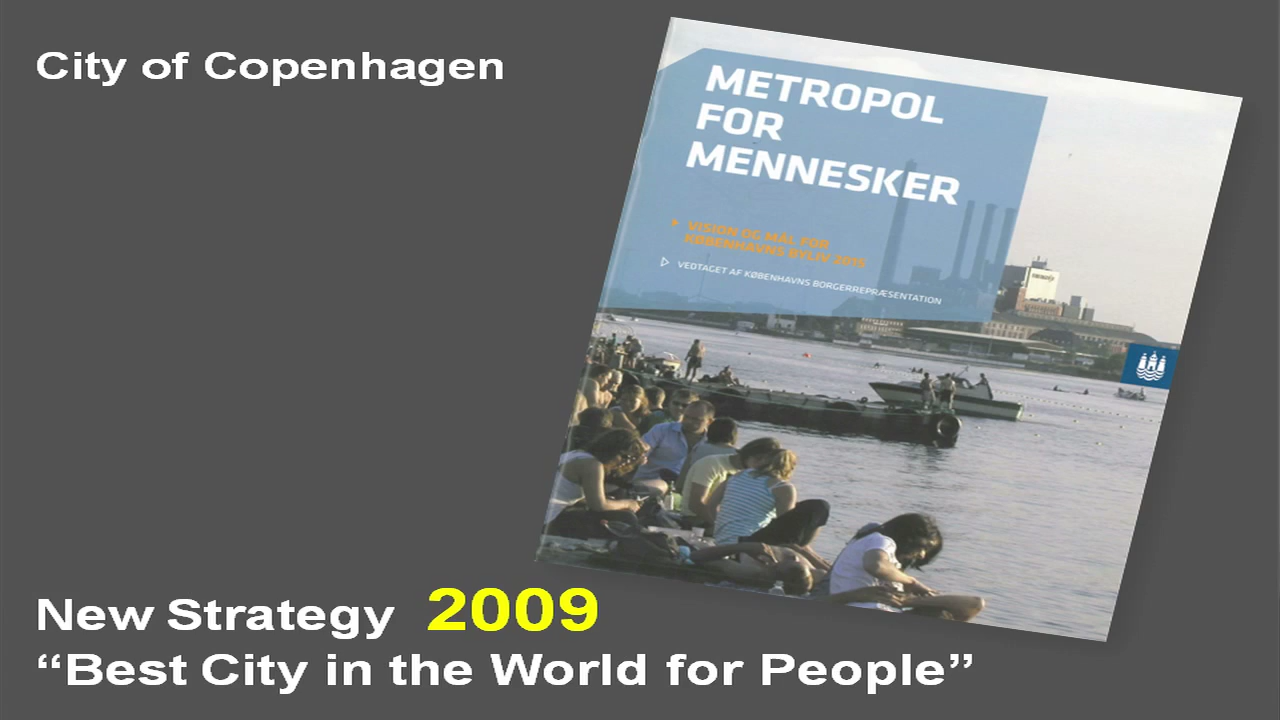 City of Copenhagen
METROPOL
FOR
MENNESKER
VISION OG MÅL FOR
KØBENHAVNS BYLIV 2015
VEDTAGET AF KØBENHAVNS BORGERREPRÆSENTATION
New Strategy 2009
“Best City in the World for People”